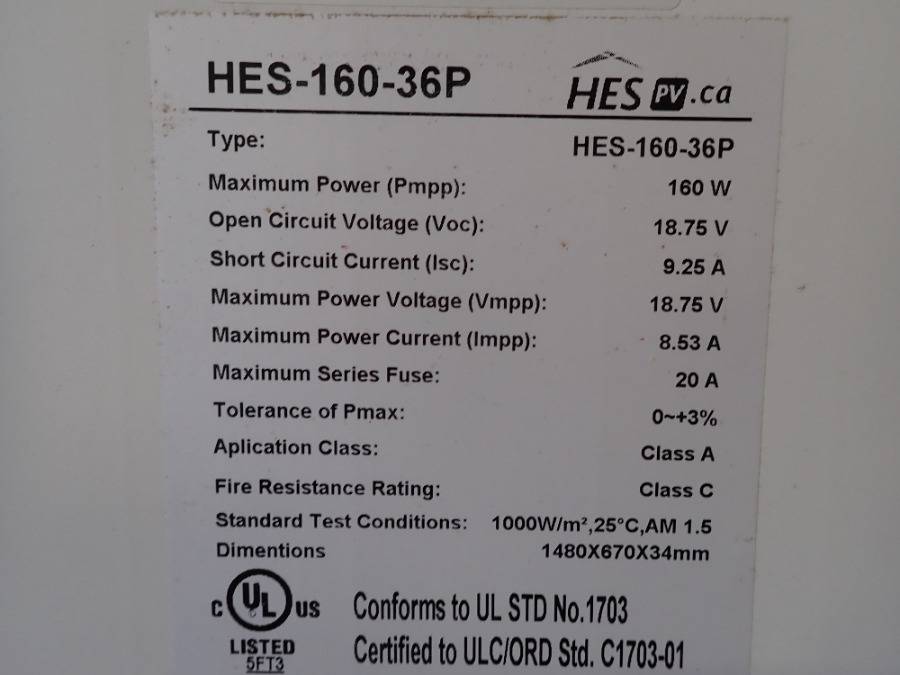 HES-160-36P
HES PV.ca
Type: HES-160-36P
Maximum Power (Pmpp): 160 W
Open Circuit Voltage (Voc): 18.75 V
Short Circuit Current (Isc): 9.25 A
Maximum Power Voltage (Vmpp): 18.75 V
Maximum Power Current (Impp): 8.53 A
Maximum Series Fuse: 20 A
Tolerance of Pmax: 0~+3%
Aplication Class: Class A
Fire Resistance Rating: Class C
Standard Test Conditions: 1000W/m²,25°C,AM 1.5
Dimentions 1480X670X34mm
C UL US
LISTED
5FT3
Conforms to UL STD No.1703
Certified to ULC/ORD Std. C1703-01